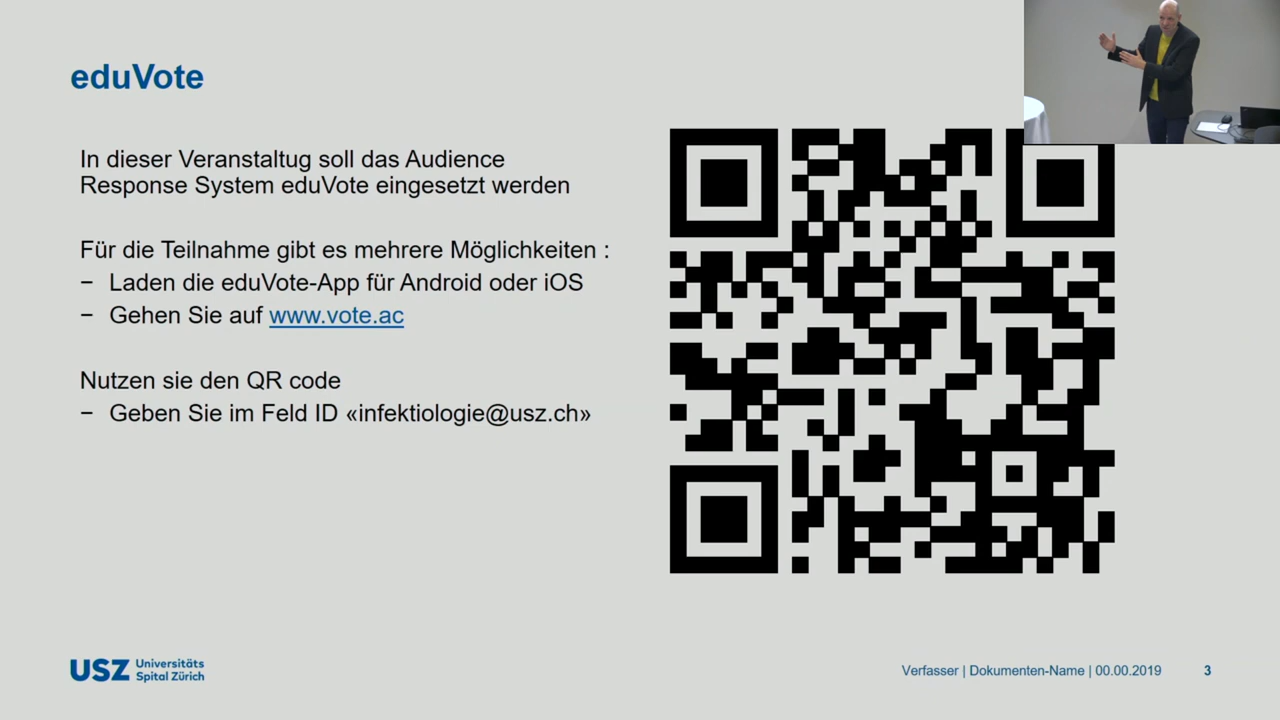 eduVote
In dieser Veranstaltug soll das Audience
Response System eduVote eingesetzt werden
Für die Teilnahme gibt es mehrere Möglichkeiten :
− Laden die eduVote-App für Android oder iOS
− Gehen Sie auf www.vote.ac
Nutzen sie den QR code
− Geben Sie im Feld ID «infektiologie@usz.ch»
USZ Universitäts
Spital Zürich
Verfasser | Dokumenten-Name | 00.00.2019 3